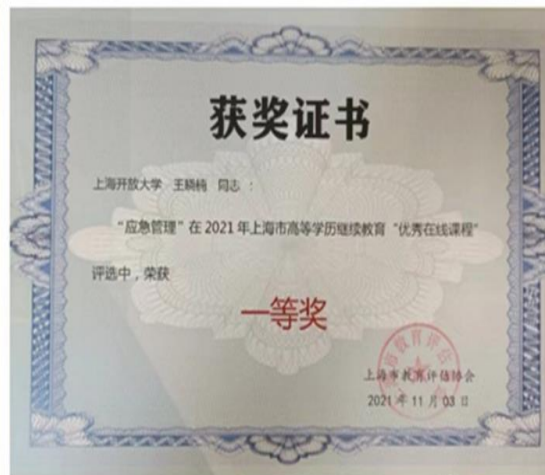 获奖证书
上海开放大学 王晓楠 同志：
“应急管理”在2021年上海市高等学历继续教育“优秀在线课程”
评选中，荣获
一等奖
上海市教育评估协会
2021年11月03日